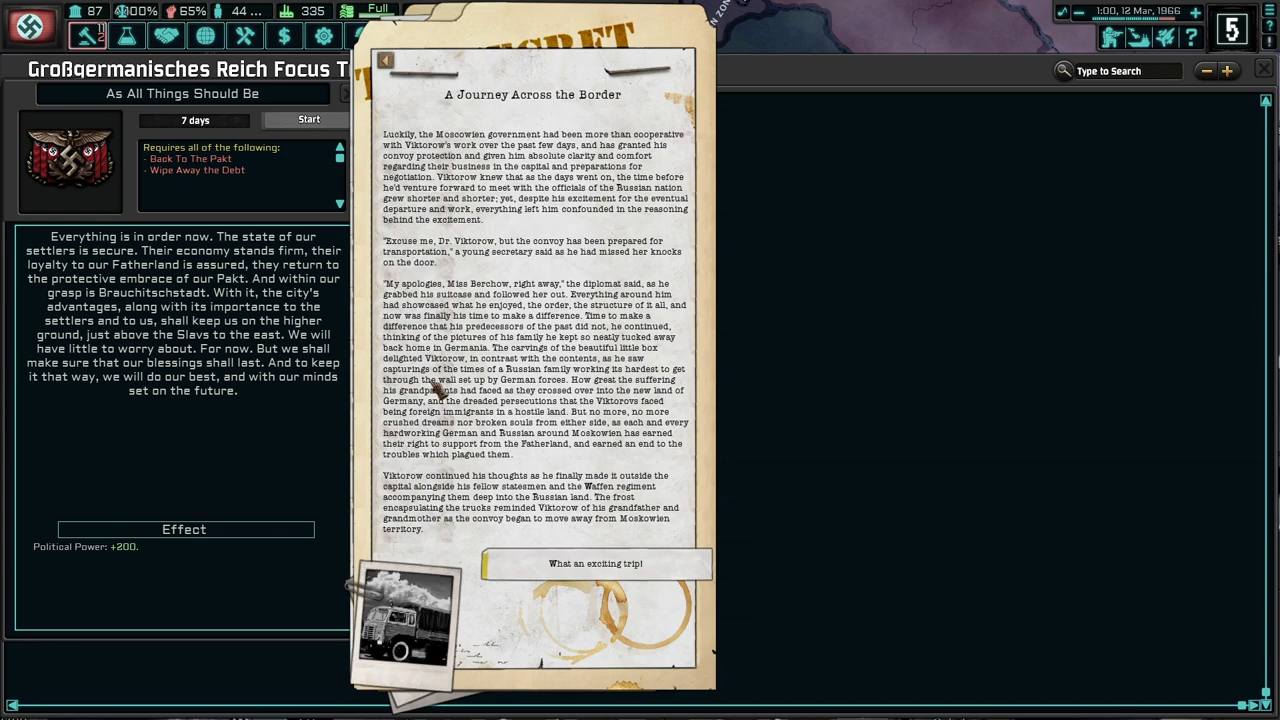 87
100%
65%
44 ...
335
Full
1:00, 12 Mar, 1966
5
Großgermanisches Reich Focus T
Type to Search
As All Things Should Be
7 days
Start
Requires all of the following:
- Back To The Pakt
- Wipe Away the Debt
Everything is in order now. The state of our
settlers is secure. Their economy stands firm, their
loyalty to our Fatherland is assured, they return to
the protective embrace of our Pakt. And within our
grasp is Brauchitschstadt. With it, the city's
advantages, along with its importance to the
settlers and to us, shall keep us on the higher
ground, just above the Slavs to the east. We will
have little to worry about. For now. But we shall
make sure that our blessings shall last. And to keep
it that way, we will do our best, and with our minds
set on the future.
Effect
Political Power: +200.
A Journey Across the Border
Luckily, the Moscowien government had been more than cooperative
with Viktorow's work over the past few days, and has granted his
convoy protection and given him absolute clarity and comfort
regarding their business in the capital and preparations for
negotiation. Viktorow knew that as the days went on, the time before
he'd venture forward to meet with the officials of the Russian nation
grew shorter and shorter; yet, despite his excitement for the eventual
departure and work, everything left him confounded in the reasoning
behind the excitement.
"Excuse me, Dr. Viktorow, but the convoy has been prepared for
transportation," a young secretary said as he had missed her knocks
on the door.
"My apologies, Miss Berchow, right away," the diplomat said, as he
grabbed his suitcase and followed her out. Everything around him
had showcased what he enjoyed, the order, the structure of it all, and
now was finally his time to make a difference. Time to make a
difference that his predecessors of the past did not, he continued,
thinking of the pictures of his family he kept so neatly tucked away
back home in Germania. The carvings of the beautiful little box
delighted Viktorow, in contrast with the contents, as he saw
capturings of the times of a Russian family working its hardest to get
through the wall set up by German forces. How great the suffering
his grandparents had faced as they crossed over into the new land of
Germany, and the dreaded persecutions that the Viktorovs faced
being foreign immigrants in a hostile land. But no more, no more
crushed dreams nor broken souls from either side, as each and every
hardworking German and Russian around Moskowien has earned
their right to support from the Fatherland, and earned an end to the
troubles which plagued them.
Viktorow continued his thoughts as he finally made it outside the
capital alongside his fellow statesmen and the Waffen regiment
accompanying them deep into the Russian land. The frost
encapsulating the trucks reminded Viktorow of his grandfather and
grandmother as the convoy began to move away from Moskowien
territory.
What an exciting trip!